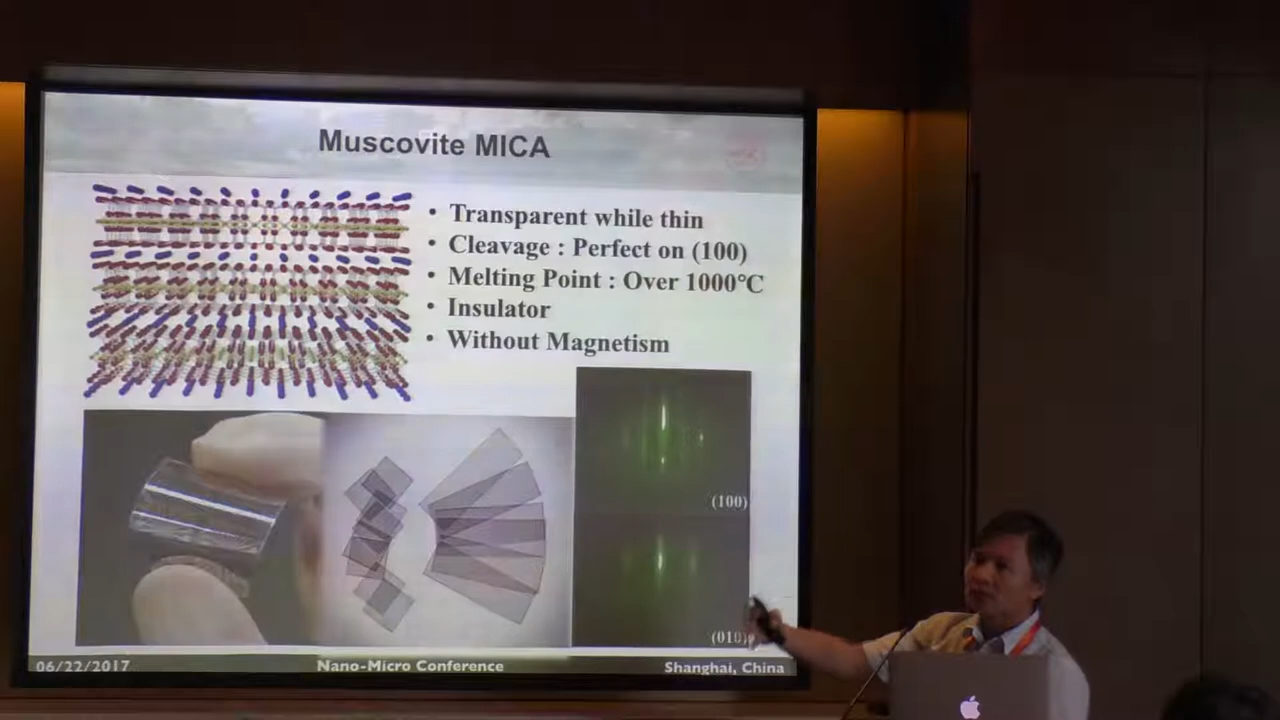 Muscovite MICA
• Transparent while thin
• Cleavage : Perfect on (100)
• Melting Point : Over 1000°C
• Insulator
• Without Magnetism
(100)
(010)
06/22/2017 Nano-Micro Conference Shanghai, China